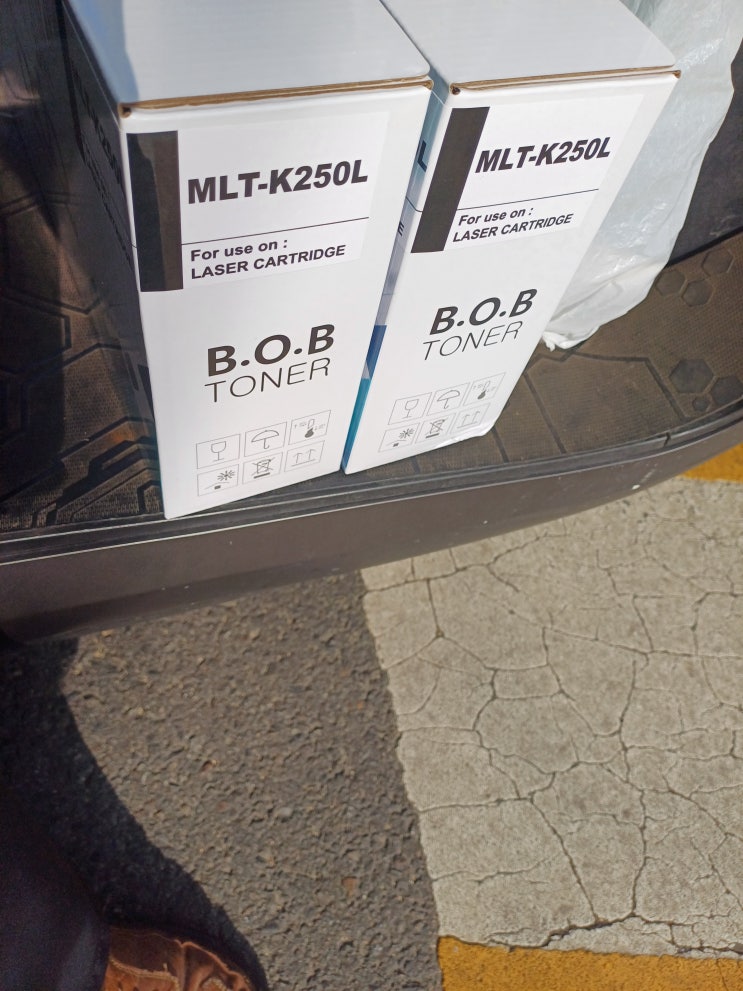 MLT-K250L
For use on :
LASER CARTRIDGE
B.O.B
TONER
MLT-K250L
For use on :
LASER CARTRIDGE
B.O.B
TONER